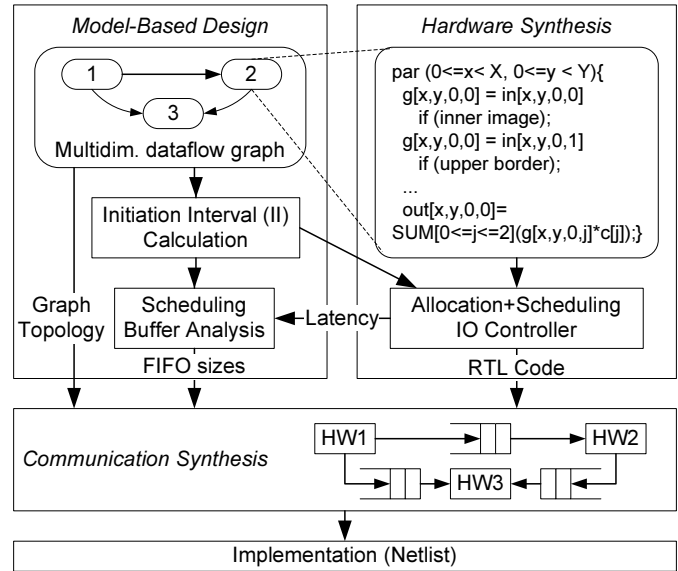 Model-Based Design
1
2
3
Multidim. dataflow graph
Initiation Interval (II)
Calculation
Graph
Topology
Scheduling
Buffer Analysis
FIFO sizes
Latency
Hardware Synthesis
par (0<=x< X, 0<=y < Y){
g[x,y,0,0] = in[x,y,0,0]
if (inner image);
g[x,y,0,0] = in[x,y,0,1]
if (upper border);
...
out[x,y,0,0]=
SUM[0<=j<=2](g[x,y,0,j]*c[j]);}
Allocation+Scheduling
IO Controller
RTL Code
Communication Synthesis
HW1
HW2
HW3
Implementation (Netlist)